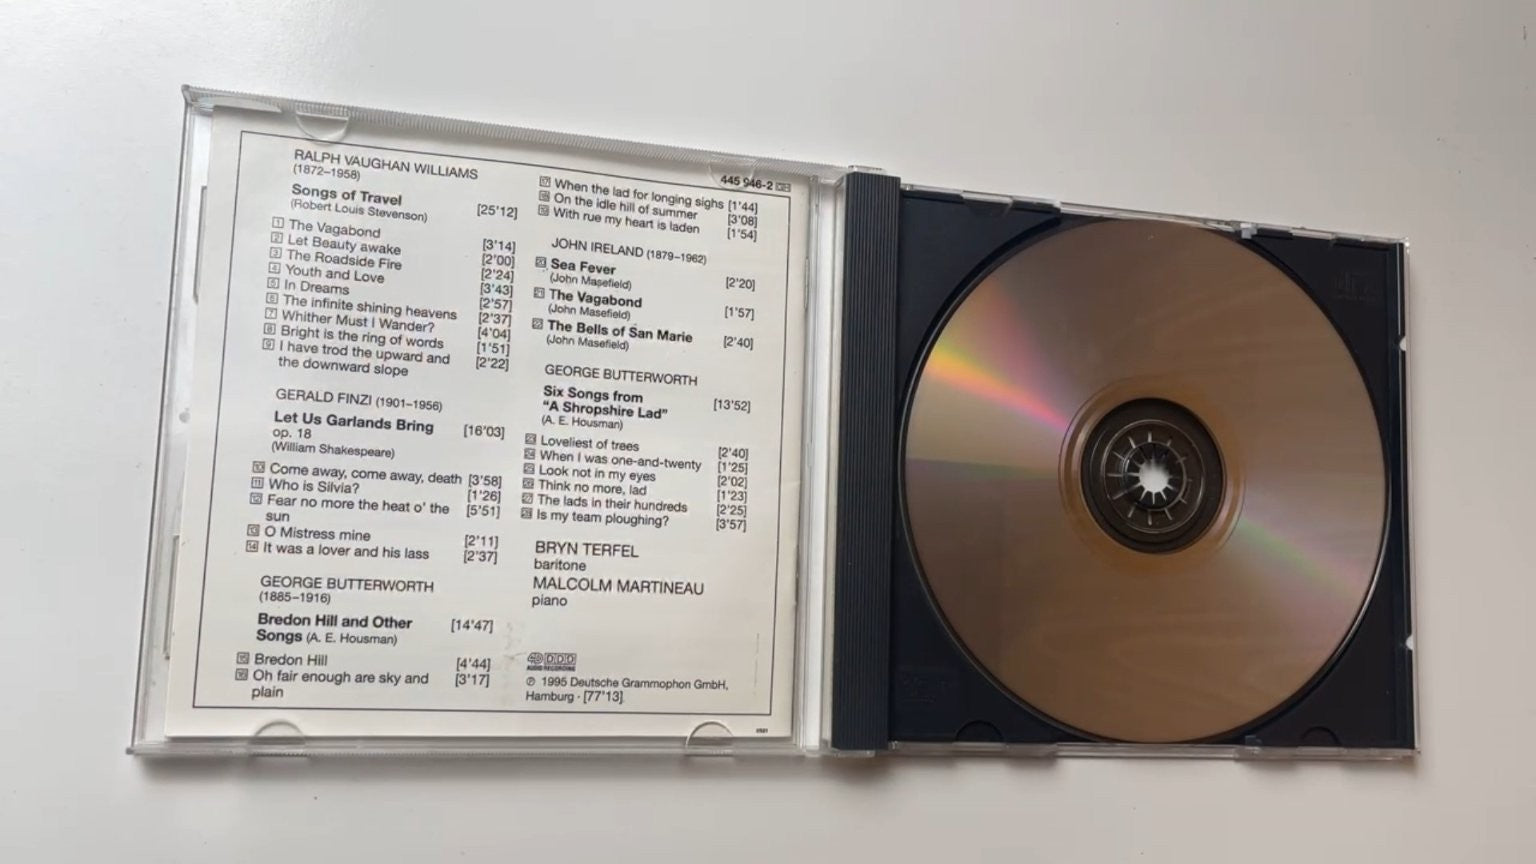 RALPH VAUGHAN WILLIAMS
(1872–1958)
Songs of Travel
(Robert Louis Stevenson) [25'12]
1 The Vagabond [3'14]
2 Let Beauty awake [2'00]
3 The Roadside Fire [2'24]
4 Youth and Love [3'43]
5 In Dreams [2'57]
6 The infinite shining heavens [2'37]
7 Whither Must I Wander? [4'04]
8 Bright is the ring of words [1'51]
9 I have trod the upward and
the downward slope [2'22]
GERALD FINZI (1901–1956)
Let Us Garlands Bring [16'03]
op. 18
(William Shakespeare)
10 Come away, come away, death [3'58]
11 Who is Silvia? [1'26]
12 Fear no more the heat o' the [5'51]
sun
13 O Mistress mine [2'11]
14 It was a lover and his lass [2'37]
GEORGE BUTTERWORTH
(1885–1916)
Bredon Hill and Other [14'47]
Songs (A. E. Housman)
15 Bredon Hill [4'44]
16 Oh fair enough are sky and [3'17]
plain
445 946-2 GH
17 When the lad for longing sighs [1'44]
18 On the idle hill of summer [3'08]
19 With rue my heart is laden [1'54]
JOHN IRELAND (1879–1962)
20 Sea Fever [2'20]
(John Masefield)
21 The Vagabond [1'57]
(John Masefield)
22 The Bells of San Marie [2'40]
(John Masefield)
GEORGE BUTTERWORTH
Six Songs from [13'52]
"A Shropshire Lad"
(A. E. Housman)
23 Loveliest of trees [2'40]
24 When I was one-and-twenty [1'25]
25 Look not in my eyes [2'02]
26 Think no more, lad [1'23]
27 The lads in their hundreds [2'25]
28 Is my team ploughing? [3'57]
BRYN TERFEL
baritone
MALCOLM MARTINEAU
piano
4D DDD
AUDIO RECORDING
℗ 1995 Deutsche Grammophon GmbH,
Hamburg · [77'13]